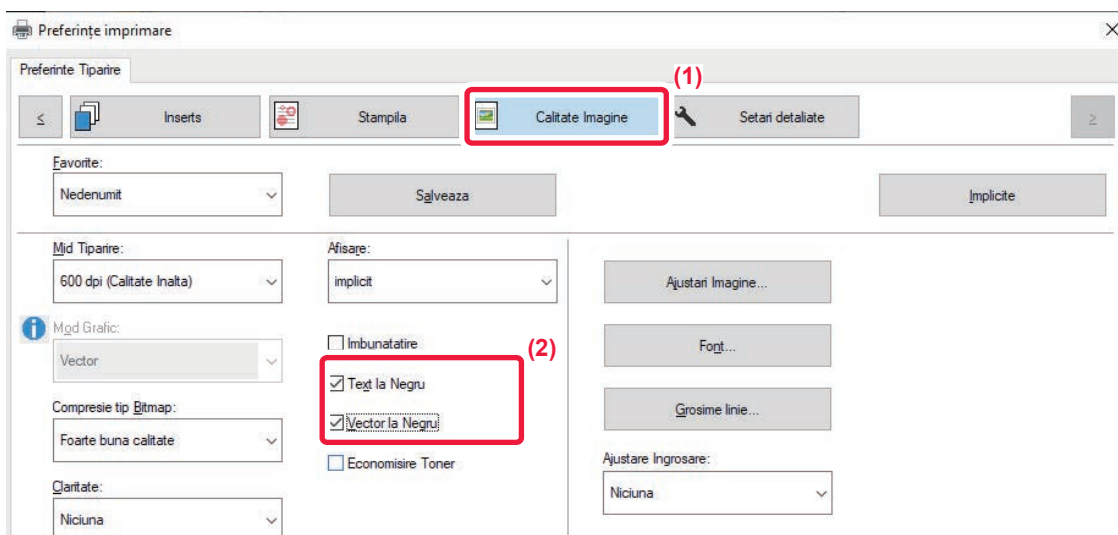 Preferințe imprimare
Preferinte Tiparire
(1)
<
Inserts
Stampila
Calitate Imagine
Setari detaliate
>
Favorite:
Nedenumit
Salveaza
Implicite
Mid Tiparire:
600 dpi (Calitate Inalta)
Afisare:
implicit
Ajustari Imagine...
Mod Grafic:
Vector
Imbunatatire
(2)
Font...
Text la Negru
Compresie tip Bitmap:
Foarte buna calitate
Vector la Negru
Grosime linie...
Economisire Toner
Ajustare Ingrosare:
Niciuna
Claritate:
Niciuna